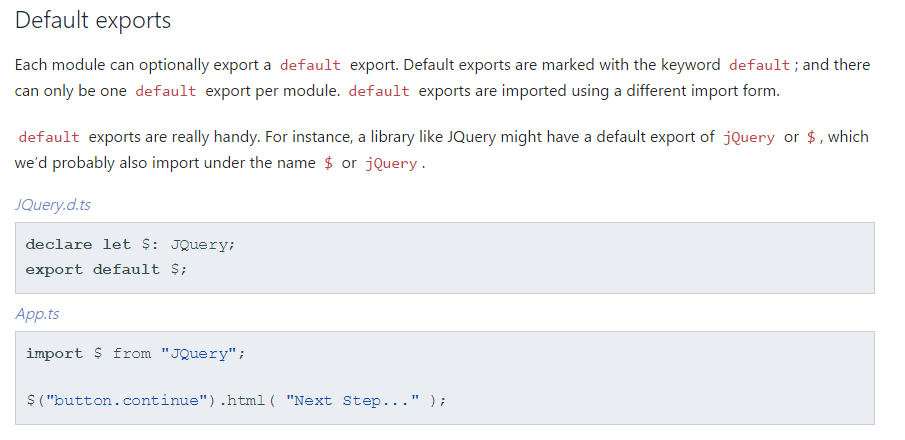 Default exports
Each module can optionally export a default export. Default exports are marked with the keyword default; and there
can only be one default export per module. default exports are imported using a different import form.
default exports are really handy. For instance, a library like JQuery might have a default export of jQuery or $, which
we’d probably also import under the name $ or jQuery.
JQuery.d.ts
declare let $: JQuery;
export default $;
App.ts
import $ from "JQuery";
$("button.continue").html( "Next Step..." );